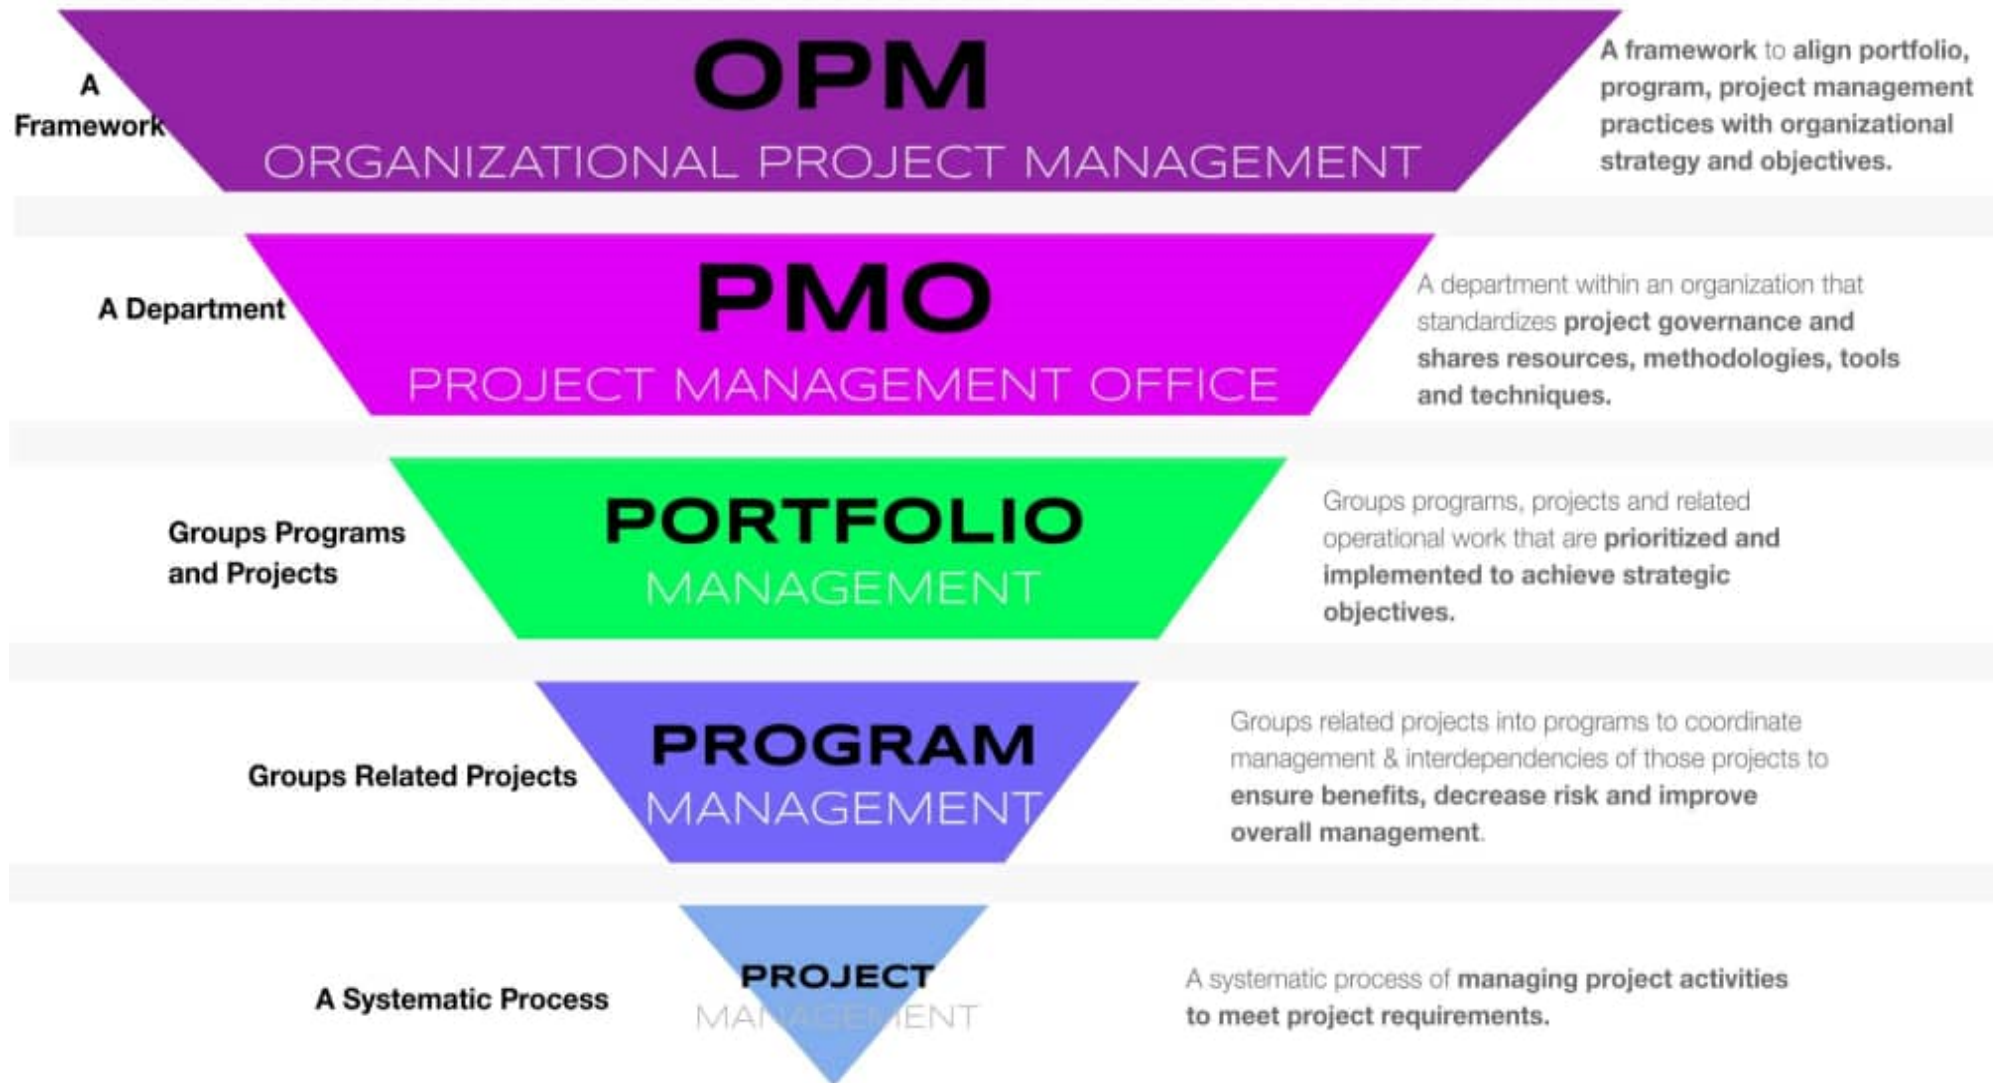 A
Framework
OPM
ORGANIZATIONAL PROJECT MANAGEMENT
A framework to align portfolio,
program, project management
practices with organizational
strategy and objectives.
A Department
PMO
PROJECT MANAGEMENT OFFICE
A department within an organization that
standardizes project governance and
shares resources, methodologies, tools
and techniques.
Groups Programs
and Projects
PORTFOLIO
MANAGEMENT
Groups programs, projects and related
operational work that are prioritized and
implemented to achieve strategic
objectives.
Groups Related Projects
PROGRAM
MANAGEMENT
Groups related projects into programs to coordinate
management & interdependencies of those projects to
ensure benefits, decrease risk and improve
overall management.
A Systematic Process
PROJECT
MANAGEMENT
A systematic process of managing project activities
to meet project requirements.